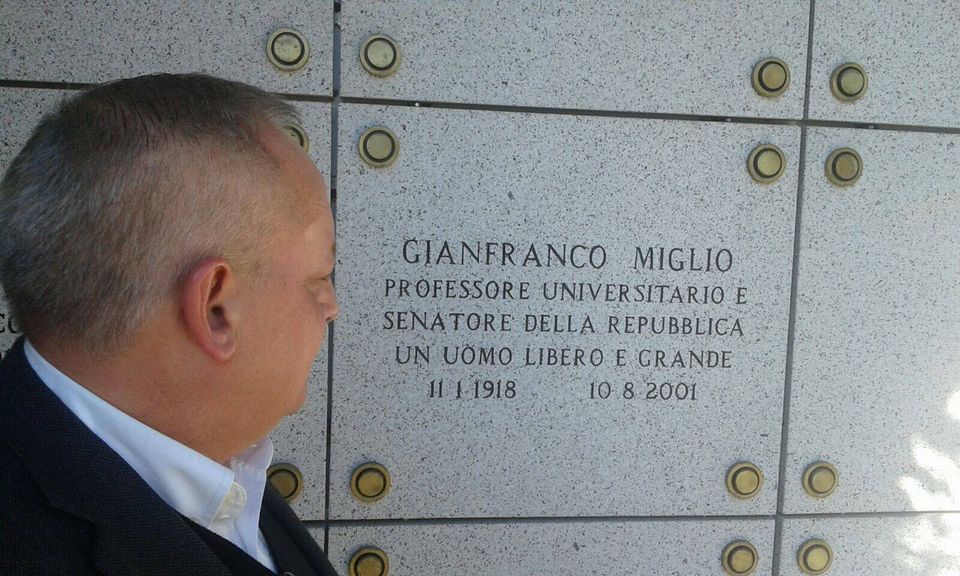 GIANFRANCO MIGLIO
PROFESSORE UNIVERSITARIO E
SENATORE DELLA REPUBBLICA
UN UOMO LIBERO E GRANDE
11 1 1918 10 8 2001